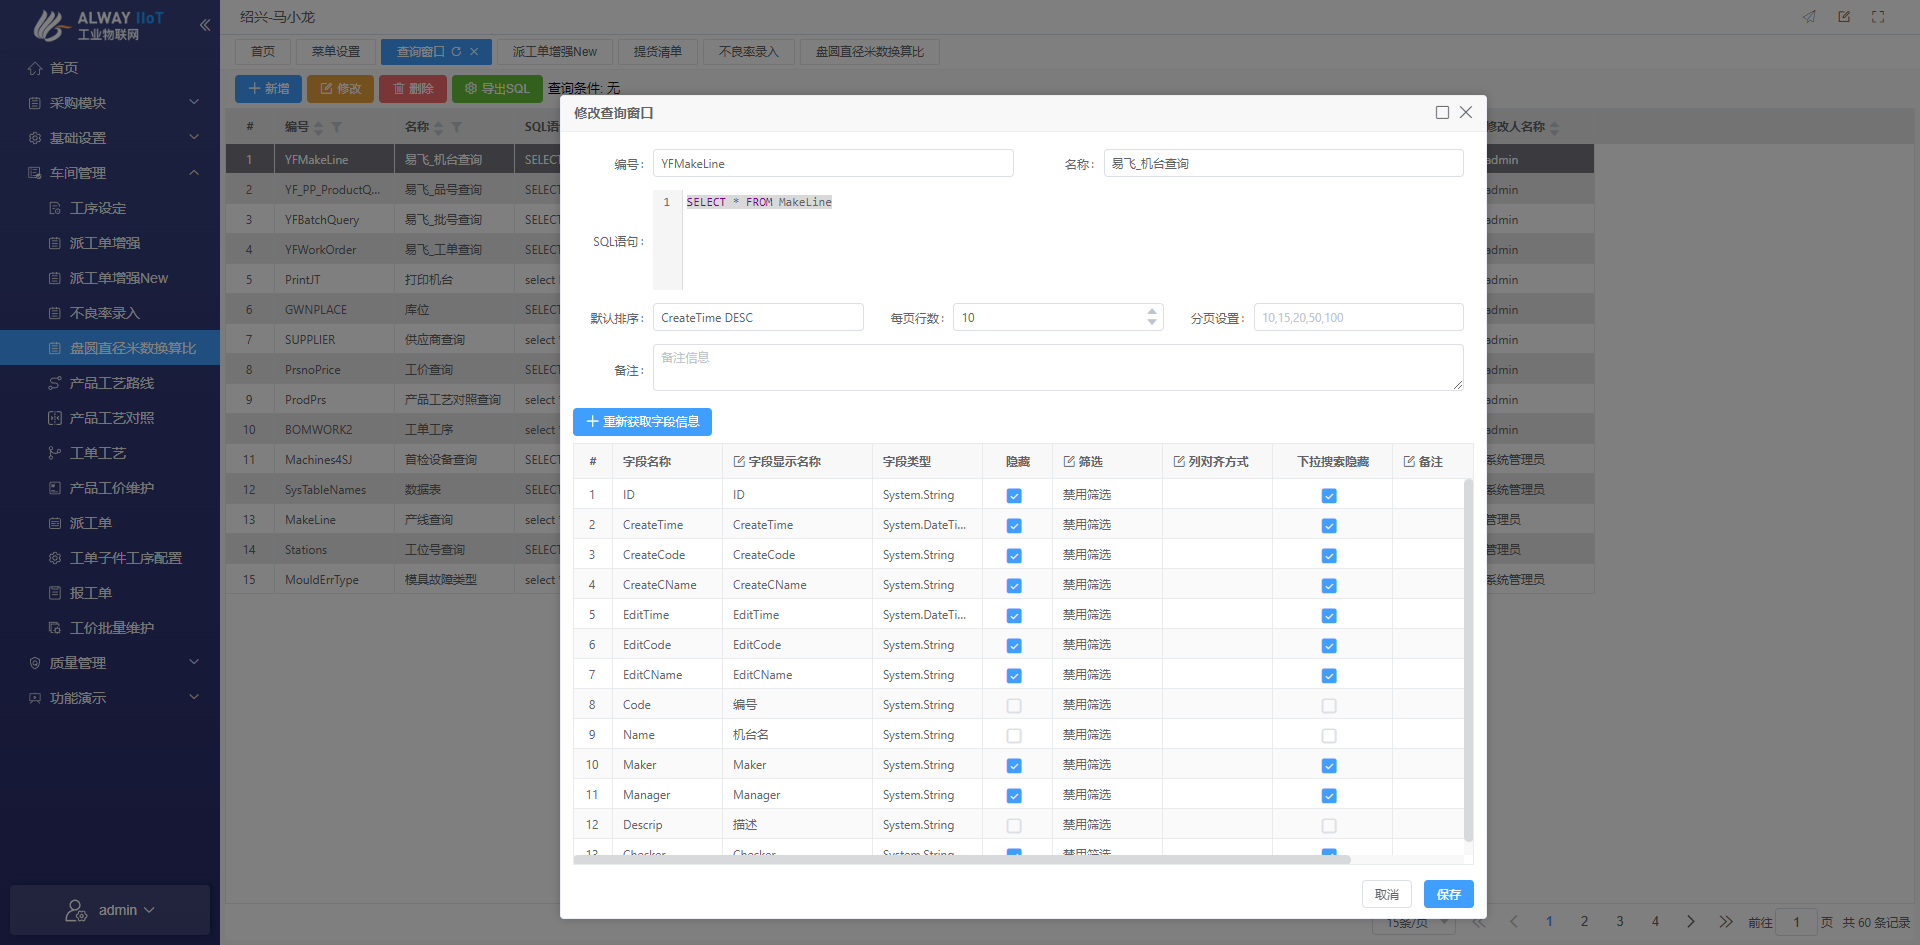 ALWAY IIoT
工业物联网
绍兴-马小龙
首页
菜单设置
查询窗口
派工单增强New
提货清单
不良率录入
盘圆直径米数换算比
新增
修改
删除
导出SQL
查询条件: 无
首页
采购模块
基础设置
车间管理
工序设定
派工单增强
派工单增强New
不良率录入
盘圆直径米数换算比
产品工艺路线
产品工艺对照
工单工艺
产品工价维护
派工单
工单子件工序配置
报工单
工价批量维护
质量管理
功能演示
admin
# 编号 名称 SQL语 修改人名称
1 YFMakeLine 易飞_机台查询 SELECT admin
2 YF_PP_ProductQ... 易飞_品号查询 SELECT admin
3 YFBatchQuery 易飞_批号查询 SELECT admin
4 YFWorkOrder 易飞_工单查询 SELECT admin
5 PrintJT 打印机台 select admin
6 GWNPLACE 库位 SELECT admin
7 SUPPLIER 供应商查询 select admin
8 PrsnoPrice 工价查询 SELECT admin
9 ProdPrs 产品工艺对照查询 select admin
10 BOMWORK2 工单工序 select admin
11 Machines4SJ 首检设备查询 SELECT 系统管理员
12 SysTableNames 数据表 SELECT 系统管理员
13 MakeLine 产线查询 select 管理员
14 Stations 工位号查询 SELECT 管理员
15 MouldErrType 模具故障类型 select 系统管理员
修改查询窗口
编号: YFMakeLine
名称: 易飞_机台查询
SQL语句:
1 SELECT * FROM MakeLine
默认排序: CreateTime DESC
每页行数: 10
分页设置: 10,15,20,50,100
备注: 备注信息
重新获取字段信息
# 字段名称 字段显示名称 字段类型 隐藏 筛选 列对齐方式 下拉搜索隐藏 备注
1 ID ID System.String 禁用筛选
2 CreateTime CreateTime System.DateTi... 禁用筛选
3 CreateCode CreateCode System.String 禁用筛选
4 CreateCName CreateCName System.String 禁用筛选
5 EditTime EditTime System.DateTi... 禁用筛选
6 EditCode EditCode System.String 禁用筛选
7 EditCName EditCName System.String 禁用筛选
8 Code 编号 System.String 禁用筛选
9 Name 机台名 System.String 禁用筛选
10 Maker Maker System.String 禁用筛选
11 Manager Manager System.String 禁用筛选
12 Descrip 描述 System.String 禁用筛选
13 Checker Checker System.String 禁用筛选
取消
保存
15条/页
1 2 3 4
前往 1 页 共 60 条记录